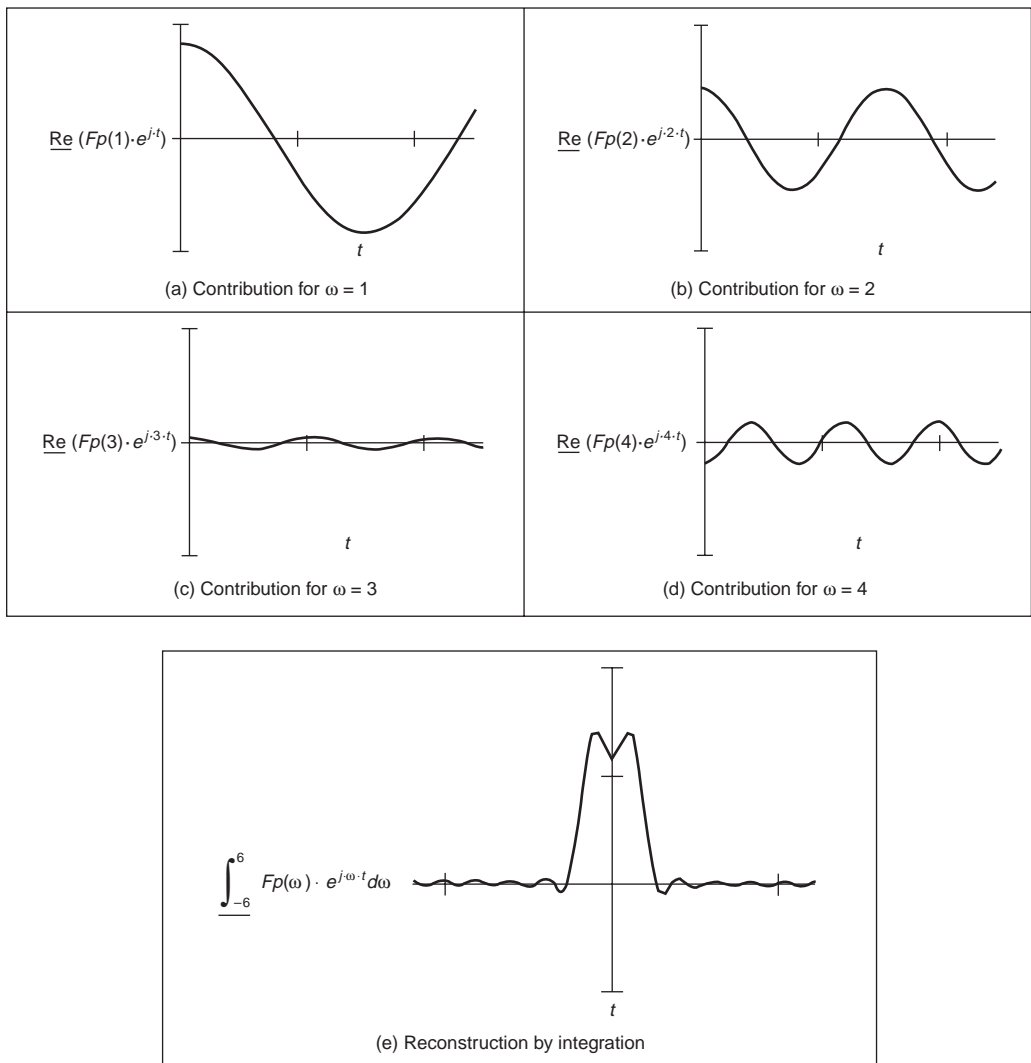 Re (Fp(1)·e^{j·t})
t
(a) Contribution for ω = 1
Re (Fp(2)·e^{j·2·t})
t
(b) Contribution for ω = 2
Re (Fp(3)·e^{j·3·t})
t
(c) Contribution for ω = 3
Re (Fp(4)·e^{j·4·t})
t
(d) Contribution for ω = 4
∫_{−6}^{6} Fp(ω) · e^{j·ω·t}dω
t
(e) Reconstruction by integration